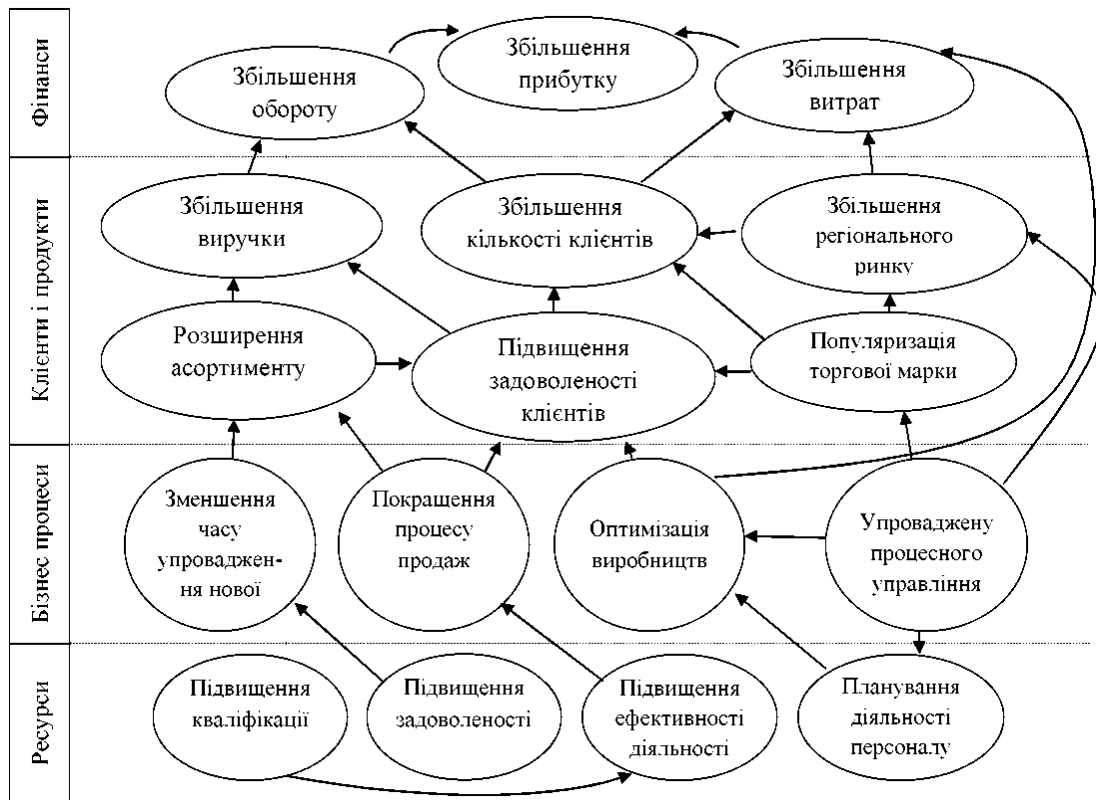 Фінанси
Збільшення
обороту
Збільшення
прибутку
Збільшення
витрат
Клієнти і продукти
Збільшення
виручки
Збільшення
кількості клієнтів
Збільшення
регіонального
ринку
Розширення
асортименту
Підвищення
задоволеності
клієнтів
Популяризація
торгової марки
Бізнес процеси
Зменшення
часу
упроваджен-
ня нової
Покращення
процесу
продаж
Оптимізація
виробництв
Упроваджену
процесного
управління
Ресурси
Підвищення
кваліфікації
Підвищення
задоволеності
Підвищення
ефективності
діяльності
Планування
діяльності
персоналу